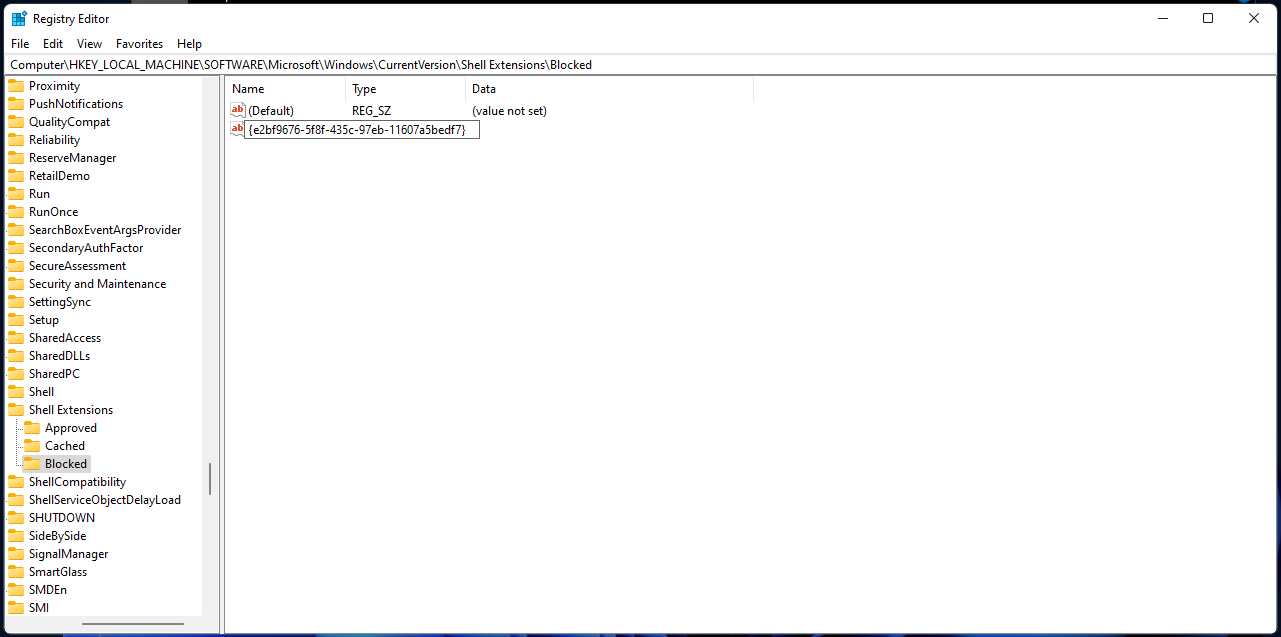 Registry Editor
File Edit View Favorites Help
Computer\HKEY_LOCAL_MACHINE\SOFTWARE\Microsoft\Windows\CurrentVersion\Shell Extensions\Blocked
Proximity
PushNotifications
QualityCompat
Reliability
ReserveManager
RetailDemo
Run
RunOnce
SearchBoxEventArgsProvider
SecondaryAuthFactor
SecureAssessment
Security and Maintenance
SettingSync
Setup
SharedAccess
SharedDLLs
SharedPC
Shell
Shell Extensions
Approved
Cached
Blocked
ShellCompatibility
ShellServiceObjectDelayLoad
SHUTDOWN
SideBySide
SignalManager
SmartGlass
SMDEn
SMI
Name Type Data
ab (Default) REG_SZ (value not set)
ab {e2bf9676-5f8f-435c-97eb-11607a5bedf7}